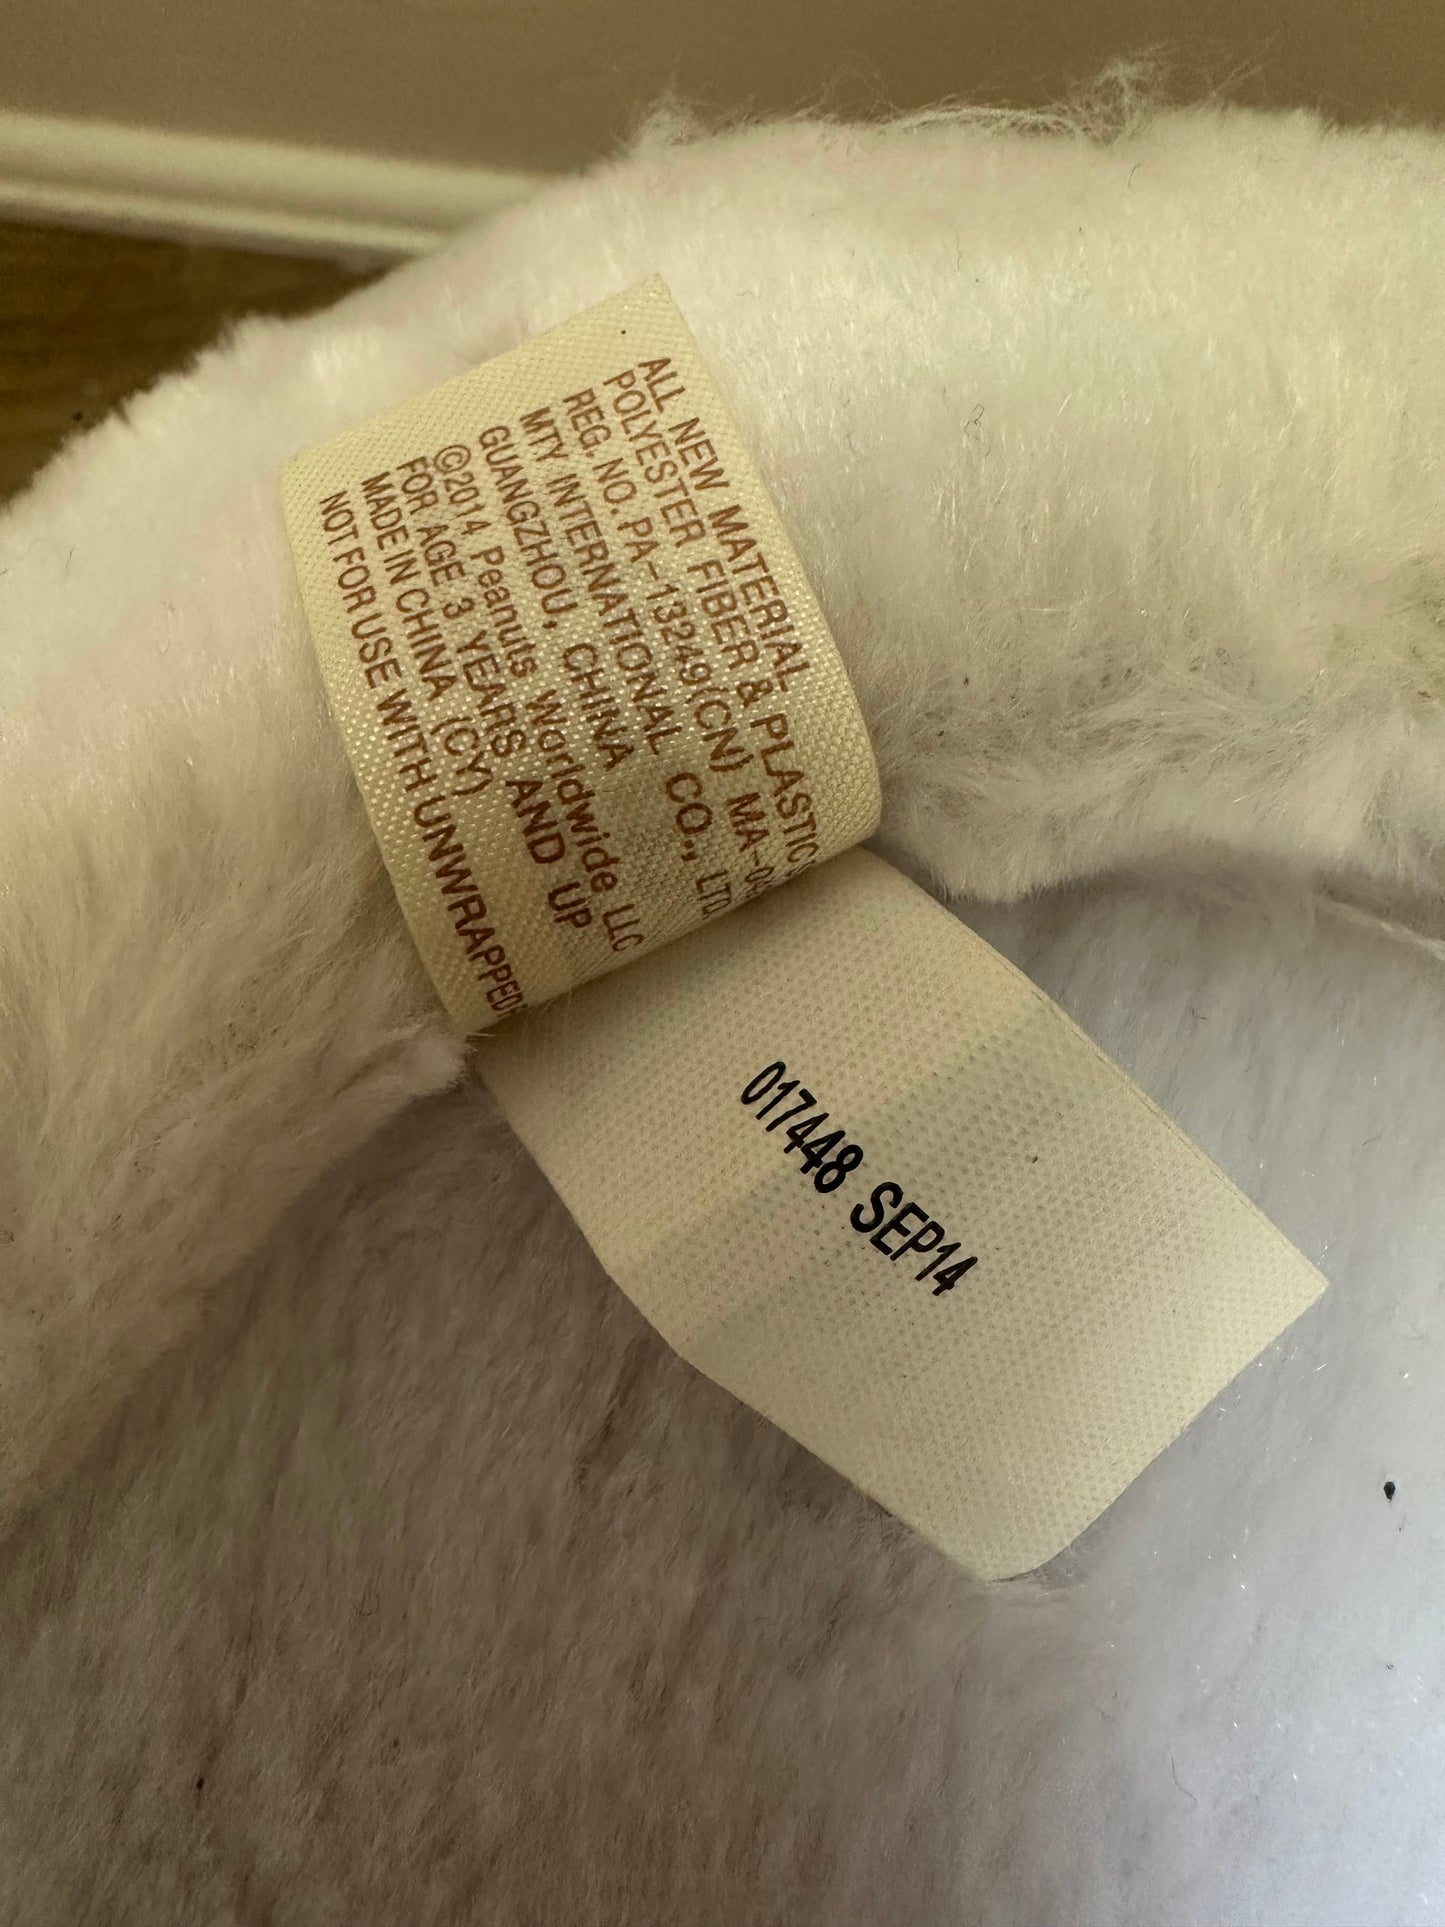 ALL NEW MATERIAL
POLYESTER FIBER & PLASTIC
REG. NO. PA-13249(CN) MA-
MTY INTERNATIONAL CO., LTD.
GUANGZHOU, CHINA
©2014 Peanuts Worldwide LLC
FOR AGE 3 YEARS AND UP
MADE IN CHINA (CY)
NOT FOR USE WITH UNWRAPPED
017448 SEP14